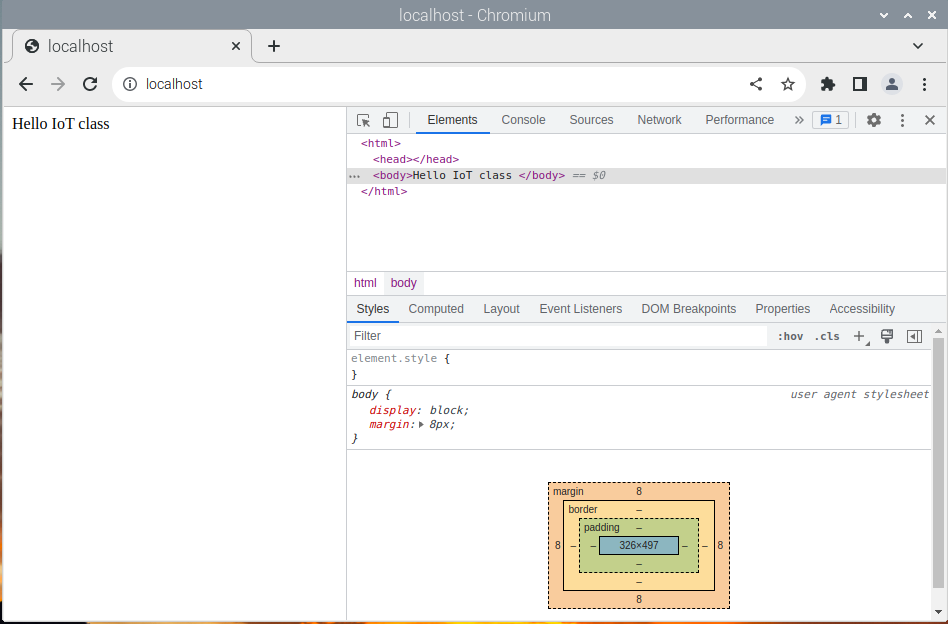 localhost - Chromium
localhost
localhost
Hello IoT class
Elements Console Sources Network Performance » 1
<html>
<head></head>
••• <body>Hello IoT class </body> == $0
</html>
html body
Styles Computed Layout Event Listeners DOM Breakpoints Properties Accessibility
Filter :hov .cls +
element.style {
}
body { user agent stylesheet
display: block;
margin: 8px;
}
margin 8
border –
padding –
8 – – 326×497 – – 8
–
–
8